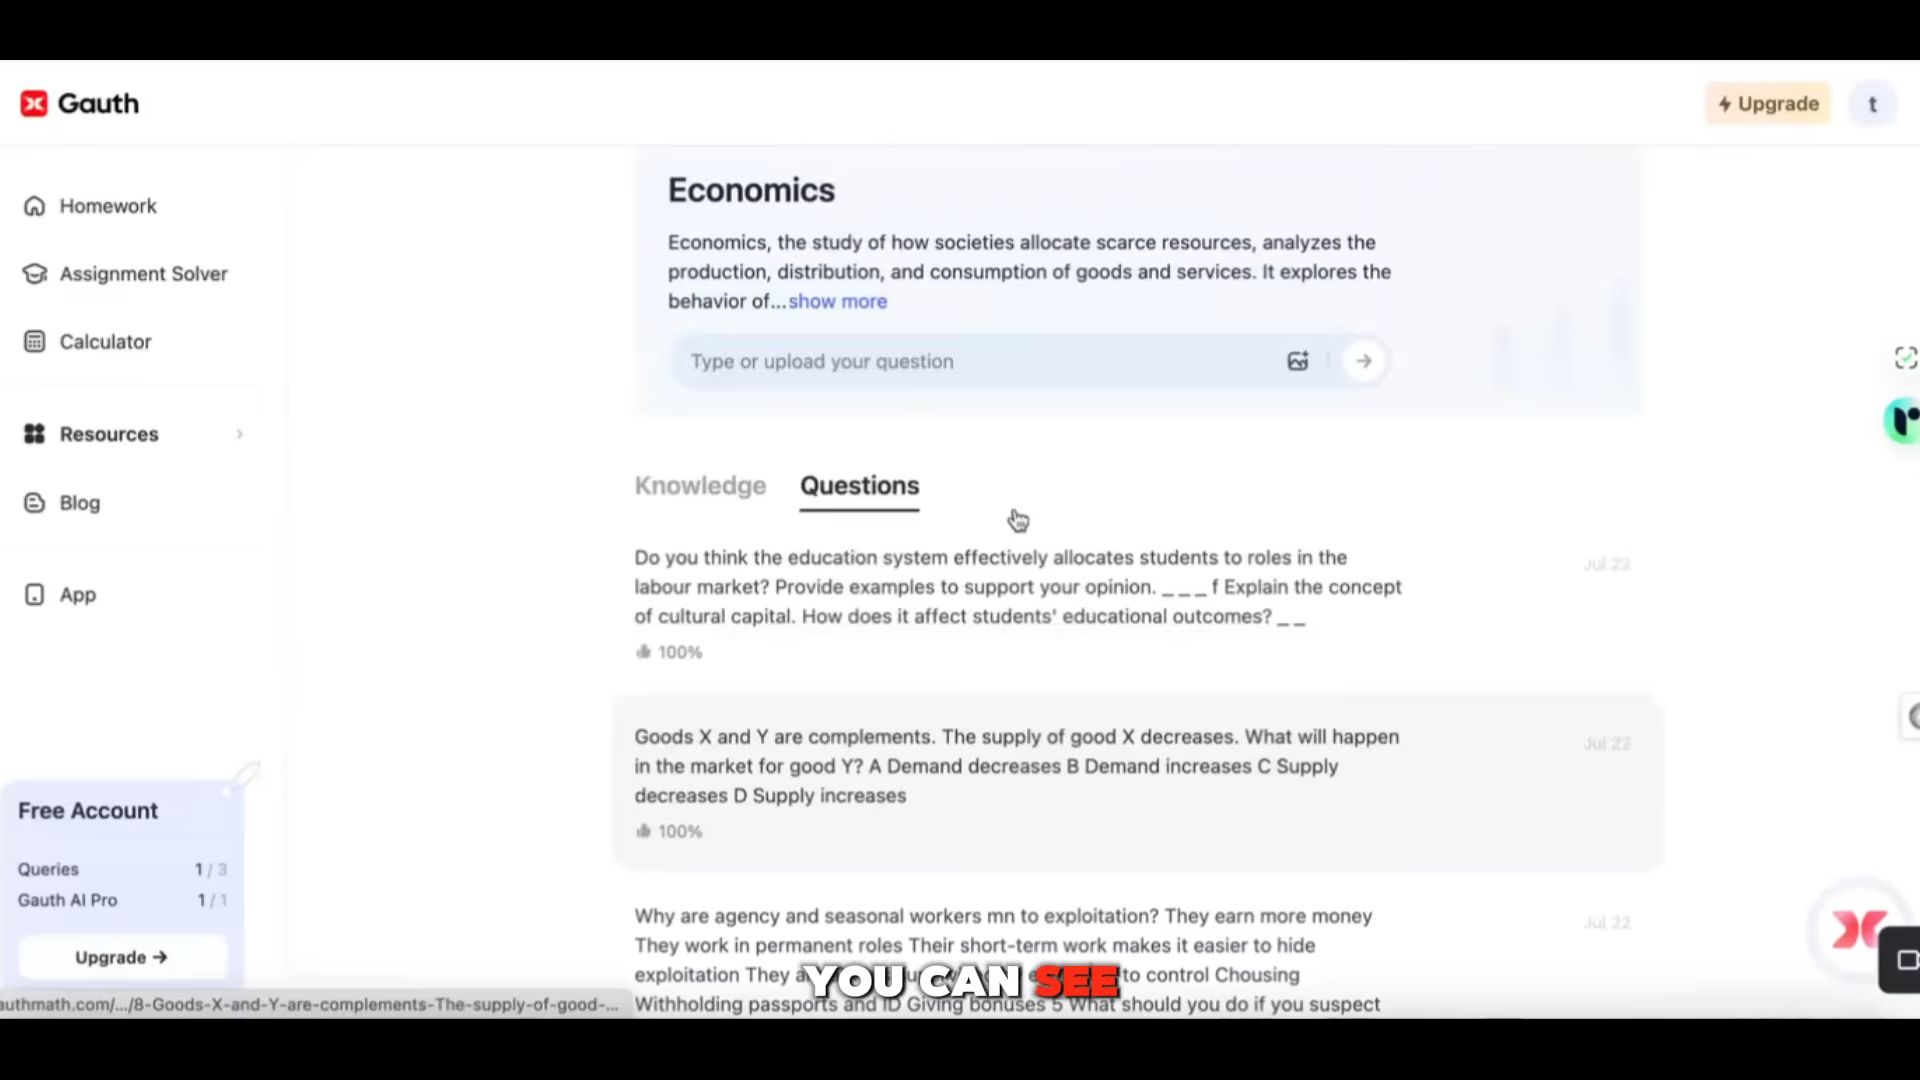 Gauth
Upgrade
t
Homework
Assignment Solver
Calculator
Resources
Blog
App
Free Account
Queries 1 / 3
Gauth AI Pro 1 / 1
Upgrade →
Economics
Economics, the study of how societies allocate scarce resources, analyzes the
production, distribution, and consumption of goods and services. It explores the
behavior of...show more
Type or upload your question
Knowledge Questions
Do you think the education system effectively allocates students to roles in the
labour market? Provide examples to support your opinion. _ _ _ f Explain the concept
of cultural capital. How does it affect students' educational outcomes? _ _
Jul 22
100%
Goods X and Y are complements. The supply of good X decreases. What will happen
in the market for good Y? A Demand decreases B Demand increases C Supply
decreases D Supply increases
Jul 22
100%
Why are agency and seasonal workers mn to exploitation? They earn more money
They work in permanent roles Their short-term work makes it easier to hide
exploitation They to control Chousing
Withholding passports and ID Giving bonuses 5 What should you do if you suspect
Jul 22
YOU CAN SEE
authmath.com/.../8-Goods-X-and-Y-are-complements-The-supply-of-good-...